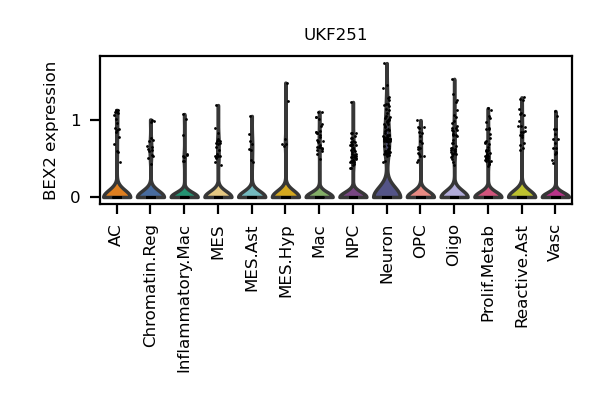 UKF251
BEX2 expression
1
0
AC
Chromatin.Reg
Inflammatory.Mac
MES
MES.Ast
MES.Hyp
Mac
NPC
Neuron
OPC
Oligo
Prolif.Metab
Reactive.Ast
Vasc